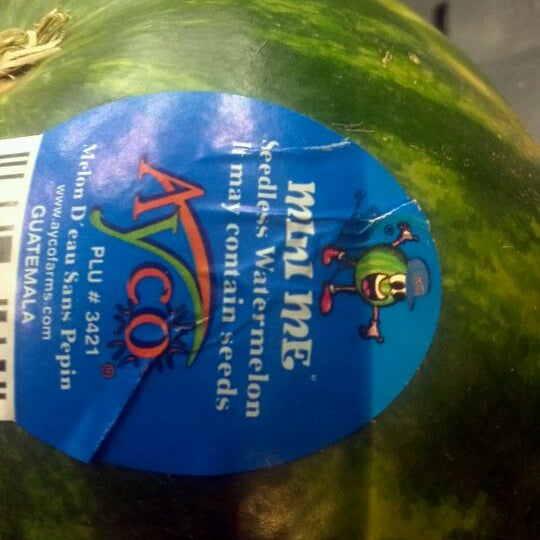 mInI mE"
Seedless Watermelon
It may contain seeds
AYCO®
PLU # 3421
Melon D'eau Sans Pepin
www.aycofarms.com
GUATEMALA